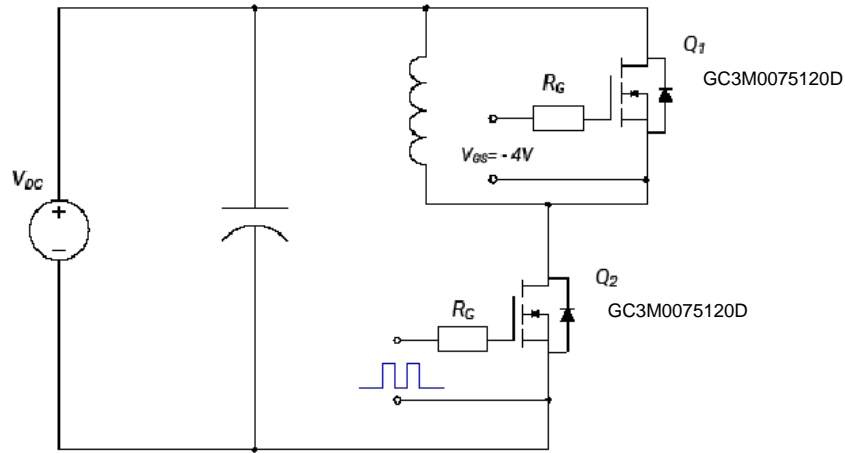 Q1
GC3M0075120D
RG
VGS= - 4V
VDC
+
−
Q2
GC3M0075120D
RG